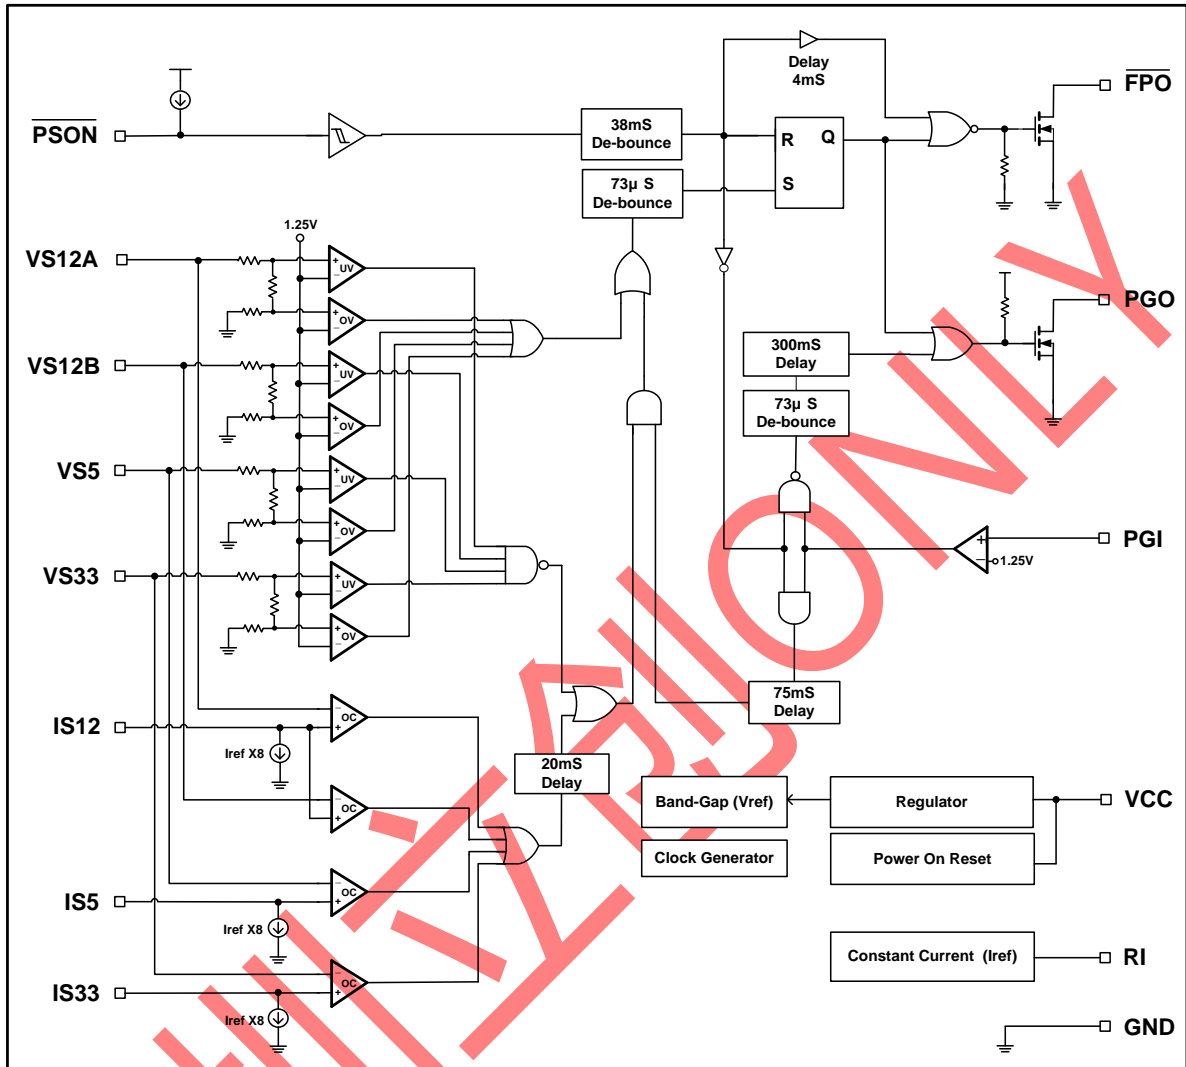 Delay
4mS
FPO
PSON
38mS
De-bounce
R
Q
S
73µ S
De-bounce
1.25V
VS12A
+
−
UV
+
−
OV
PGO
VS12B
+
−
UV
300mS
Delay
+
−
OV
73µ S
De-bounce
VS5
+
−
UV
+
−
OV
PGI
+
−
1.25V
VS33
+
−
UV
+
−
OV
75mS
Delay
IS12
−
+
OC
Iref X8
20mS
Delay
Band-Gap (Vref)
Regulator
VCC
−
+
OC
Clock Generator
Power On Reset
IS5
−
+
OC
Iref X8
Constant Current (Iref)
RI
IS33
−
+
OC
Iref X8
GND
ONLY